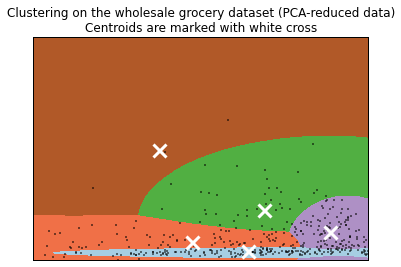 Clustering on the wholesale grocery dataset (PCA-reduced data)
Centroids are marked with white cross